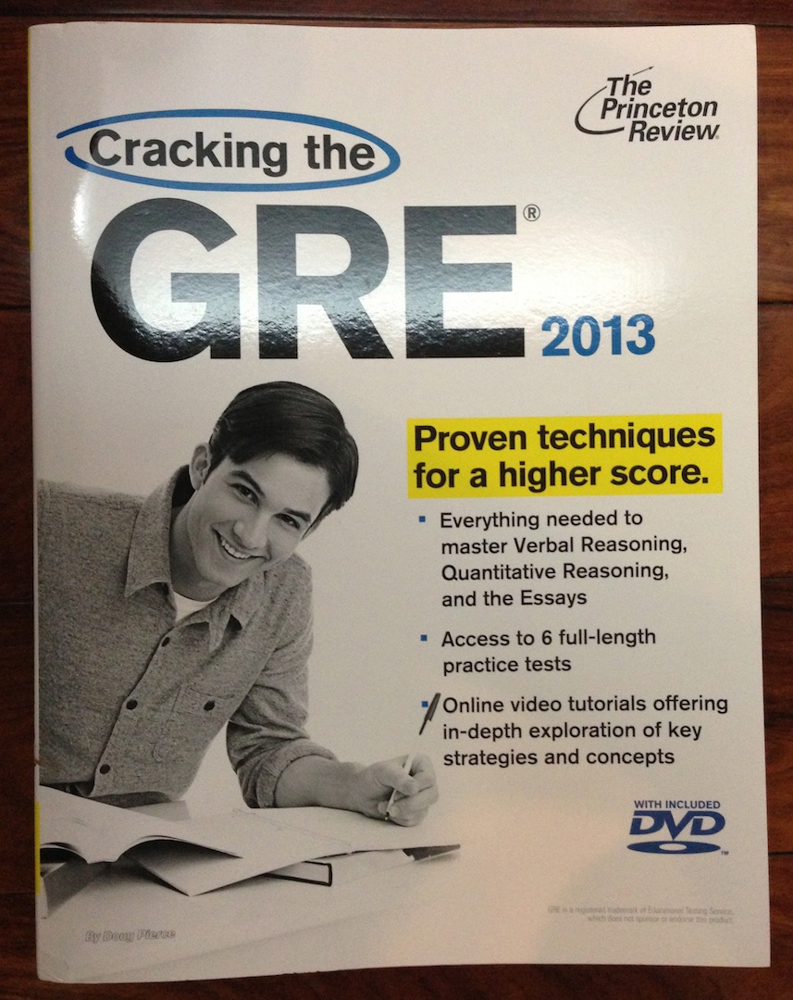 The
Princeton
Review
Cracking the
GRE®
2013
Proven techniques
for a higher score.
Everything needed to
master Verbal Reasoning,
Quantitative Reasoning,
and the Essays
Access to 6 full-length
practice tests
Online video tutorials offering
in-depth exploration of key
strategies and concepts
WITH INCLUDED
DVD
TM
GRE is a registered trademark of Educational Testing Service,
which does not sponsor or endorse this product.
By Doug Pierce